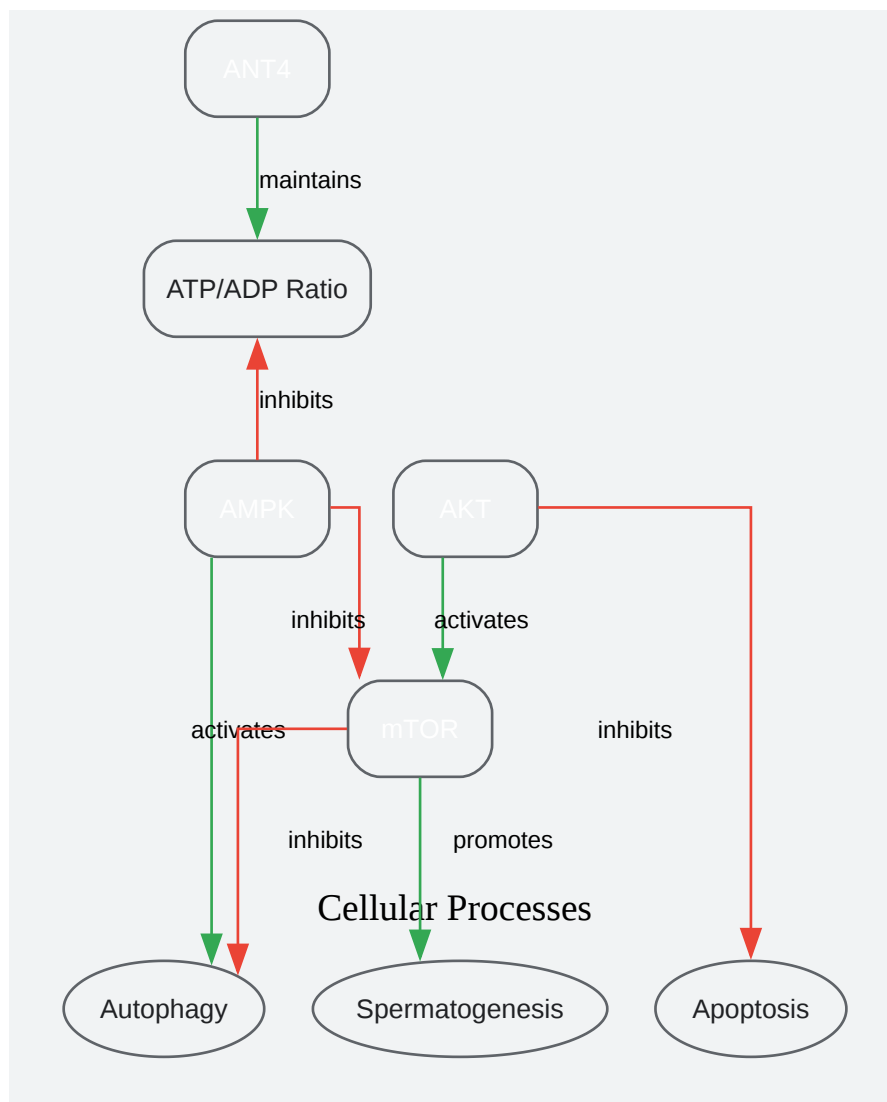 ANT4
maintains
ATP/ADP Ratio
inhibits
AMPK
AKT
inhibits
activates
activates
mTOR
inhibits
inhibits
promotes
Cellular Processes
Autophagy
Spermatogenesis
Apoptosis